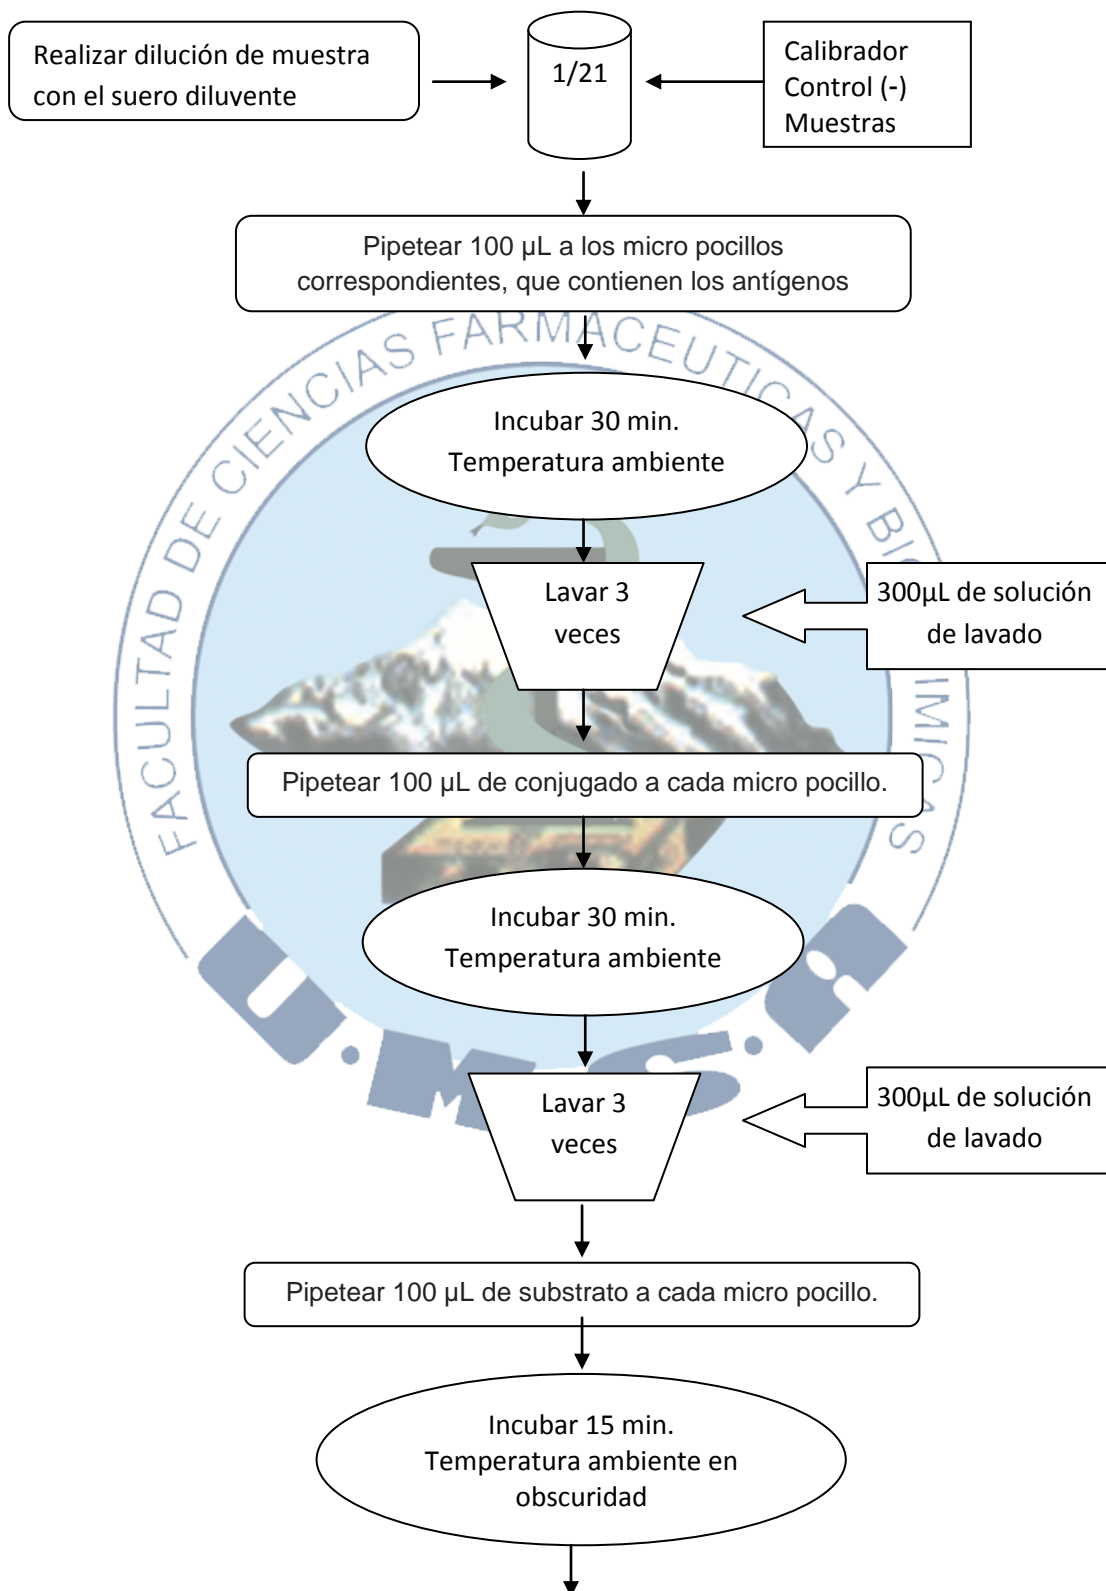 Realizar dilución de muestra
con el suero diluvente
1/21
Calibrador
Control (-)
Muestras
Pipetear 100 µL a los micro pocillos
correspondientes, que contienen los antígenos
FACULTAD DE CIENCIAS FARMACEUTICAS Y BIO IMICAS
Incubar 30 min.
Temperatura ambiente
Lavar 3
veces
300µL de solución
de lavado
Pipetear 100 µL de conjugado a cada micro pocillo.
Incubar 30 min.
Temperatura ambiente
U.M.S.A
Lavar 3
veces
300µL de solución
de lavado
Pipetear 100 µL de substrato a cada micro pocillo.
Incubar 15 min.
Temperatura ambiente en
obscuridad